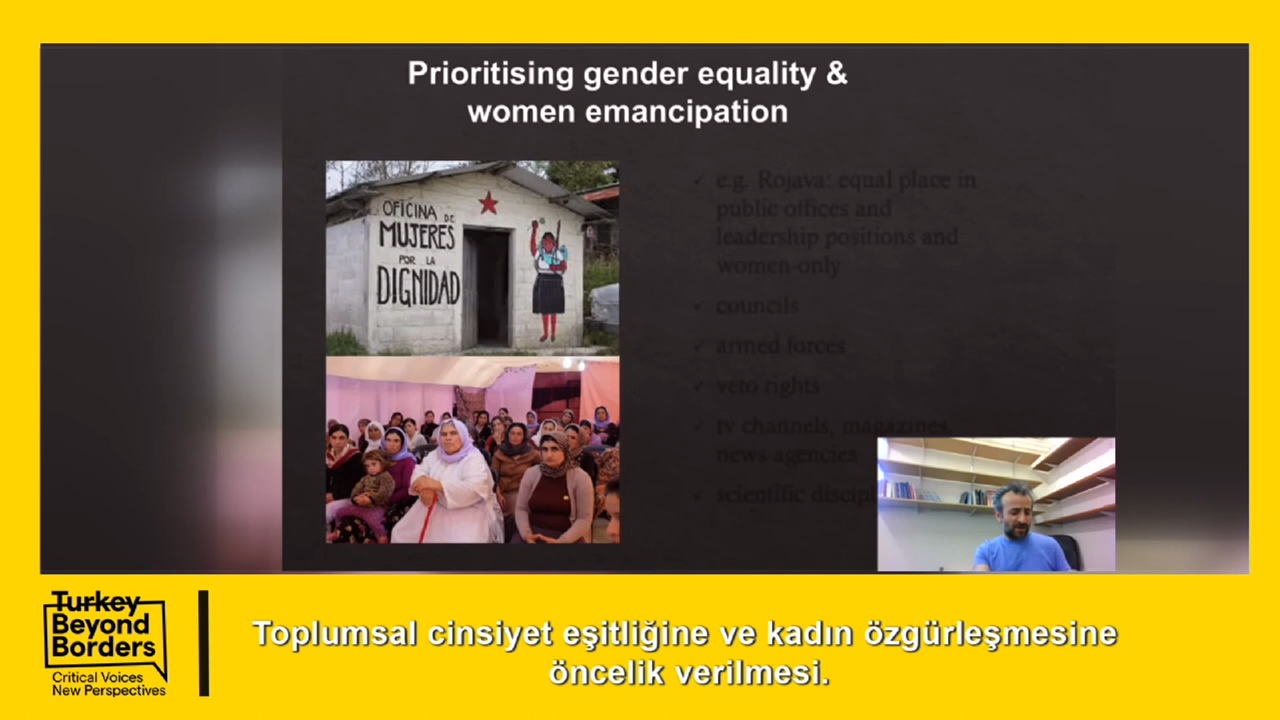 Prioritising gender equality &
women emancipation
OFICINA DE
MUJERES
POR LA
DIGNIDAD
✓ e.g. Rojava: equal place in
public offices and
leadership positions and
women-only
✓ councils
✓ armed forces
✓ veto rights
✓ tv channels, magazines,
news agencies
✓ scientific
Turkey
Beyond
Borders
Critical Voices
New Perspectives
Toplumsal cinsiyet eşitliğine ve kadın özgürleşmesine
öncelik verilmesi.